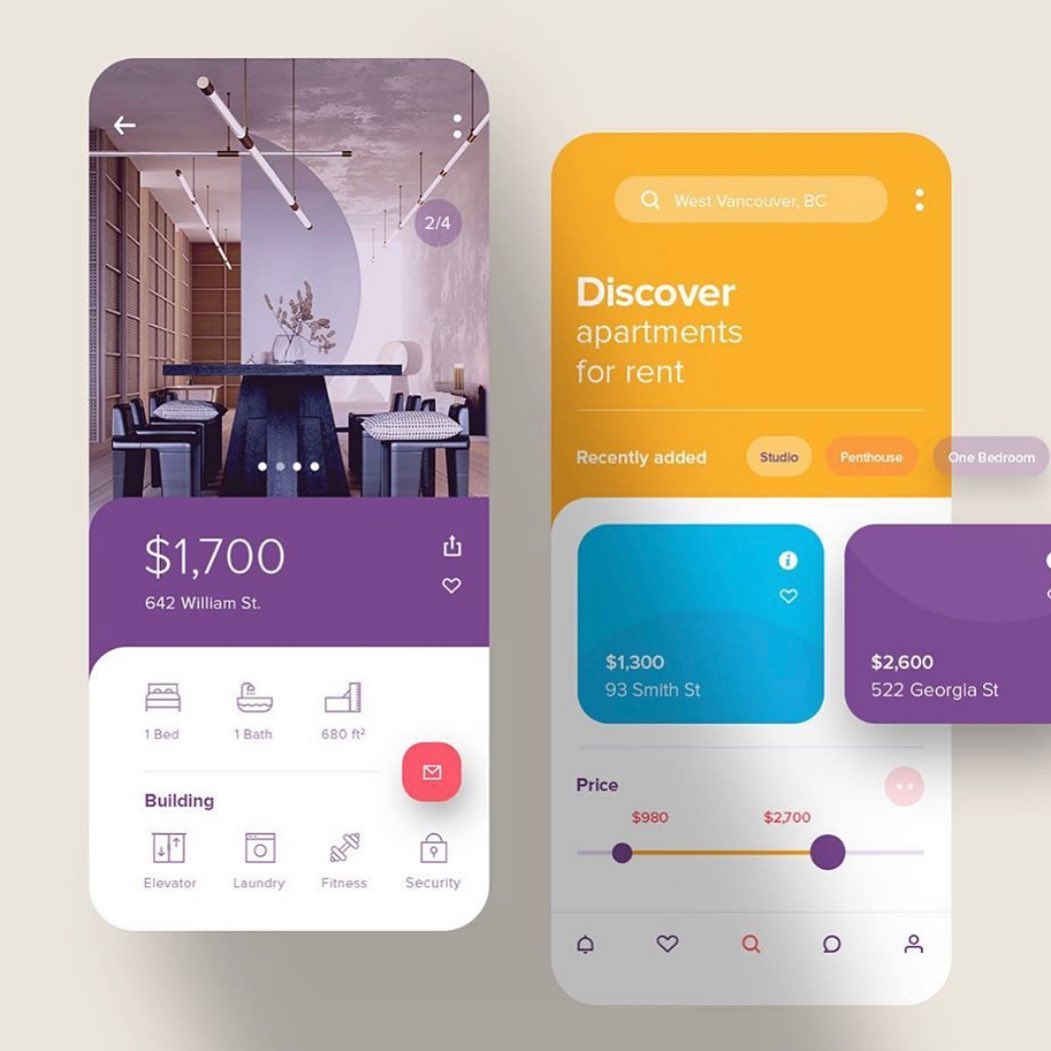 2/4
$1,700
642 William St.
1 Bed
1 Bath
680 ft²
Building
Elevator
Laundry
Fitness
Security
West Vancouver, BC
Discover
apartments
for rent
Recently added
Studio
Penthouse
One Bedroom
$1,300
93 Smith St
$2,600
522 Georgia St
Price
$980
$2,700